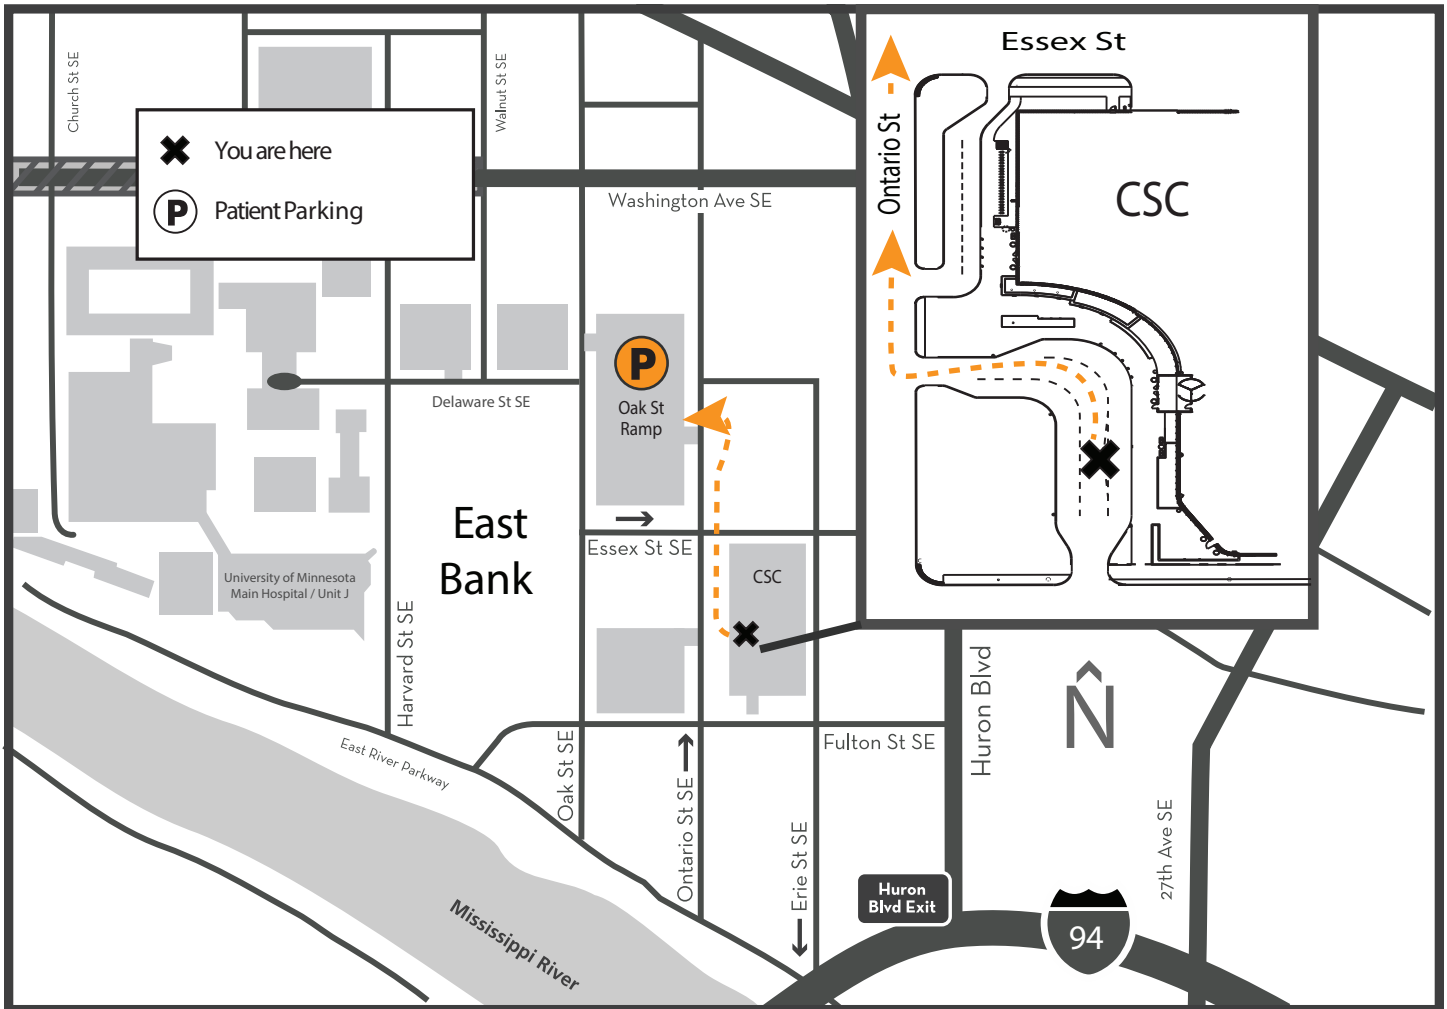 Church St SE
Walnut St SE
You are here
P
Patient Parking
Washington Ave SE
Essex St
Ontario St
CSC
P
Oak St
Ramp
Delaware St SE
East
Bank
Essex St SE
CSC
University of Minnesota
Main Hospital / Unit J
Harvard St SE
East River Parkway
Oak St SE
Ontario St SE
Erie St SE
Fulton St SE
Huron Blvd
N
27th Ave SE
Huron
Blvd Exit
94
Mississippi River